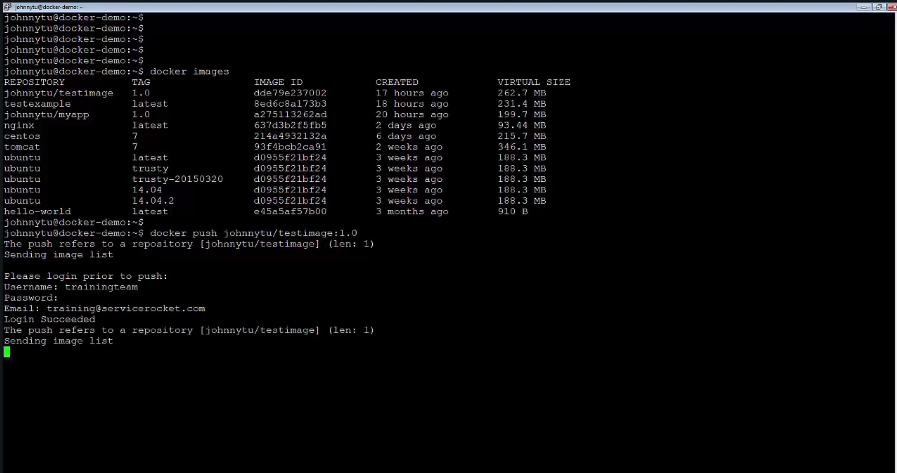 johnnytu@docker-demo: ~
johnnytu@docker-demo:~$
johnnytu@docker-demo:~$
johnnytu@docker-demo:~$
johnnytu@docker-demo:~$
johnnytu@docker-demo:~$
johnnytu@docker-demo:~$ docker images
REPOSITORY TAG IMAGE ID CREATED VIRTUAL SIZE
johnnytu/testimage 1.0 dde79e237002 17 hours ago 262.7 MB
testexample latest 8ed6c8a173b3 18 hours ago 231.4 MB
johnnytu/myapp 1.0 a275113262ad 20 hours ago 199.7 MB
nginx latest 637d3b2f5fb5 2 days ago 93.44 MB
centos 7 214a4932132a 6 days ago 215.7 MB
tomcat 7 93f4bcb2ca91 2 weeks ago 346.1 MB
ubuntu latest d0955f21bf24 3 weeks ago 188.3 MB
ubuntu trusty d0955f21bf24 3 weeks ago 188.3 MB
ubuntu trusty-20150320 d0955f21bf24 3 weeks ago 188.3 MB
ubuntu 14.04 d0955f21bf24 3 weeks ago 188.3 MB
ubuntu 14.04.2 d0955f21bf24 3 weeks ago 188.3 MB
hello-world latest e45a5af57b00 3 months ago 910 B
johnnytu@docker-demo:~$
johnnytu@docker-demo:~$ docker push johnnytu/testimage:1.0
The push refers to a repository [johnnytu/testimage] (len: 1)
Sending image list
Please login prior to push:
Username: trainingteam
Password:
Email: training@servicerocket.com
Login Succeeded
The push refers to a repository [johnnytu/testimage] (len: 1)
Sending image list